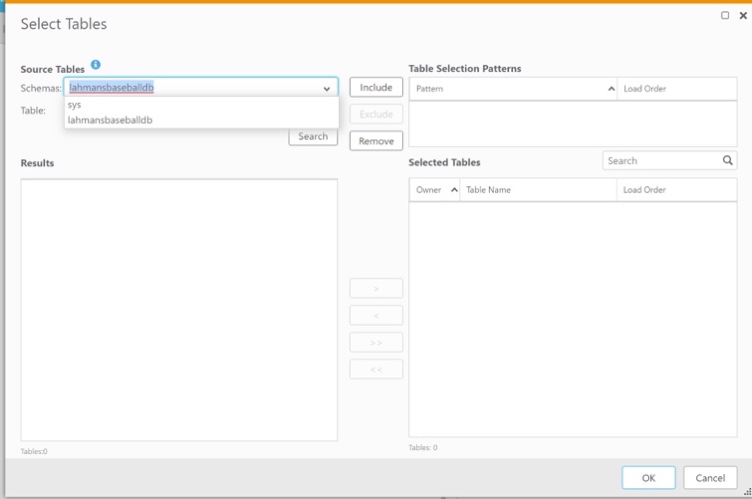 Select Tables
Source Tables
Schemas: lahmansbaseballdb
sys
lahmansbaseballdb
Table:
Search
Include
Exclude
Remove
Results
Tables:0
>
<
>>
<<
Table Selection Patterns
Pattern Load Order
Selected Tables Search
Owner Table Name Load Order
Tables: 0
OK Cancel